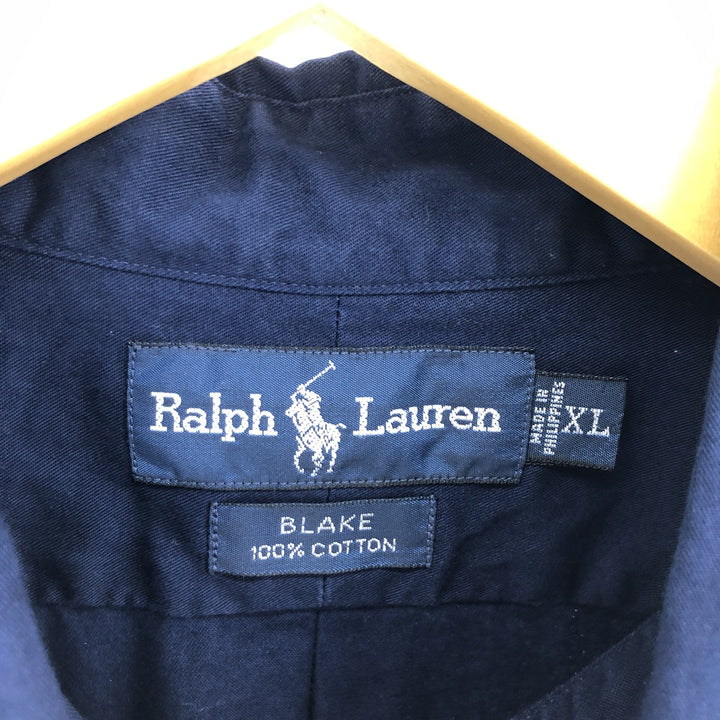 Ralph Lauren
MADE IN
PHILIPPINES
XL
BLAKE
100% COTTON